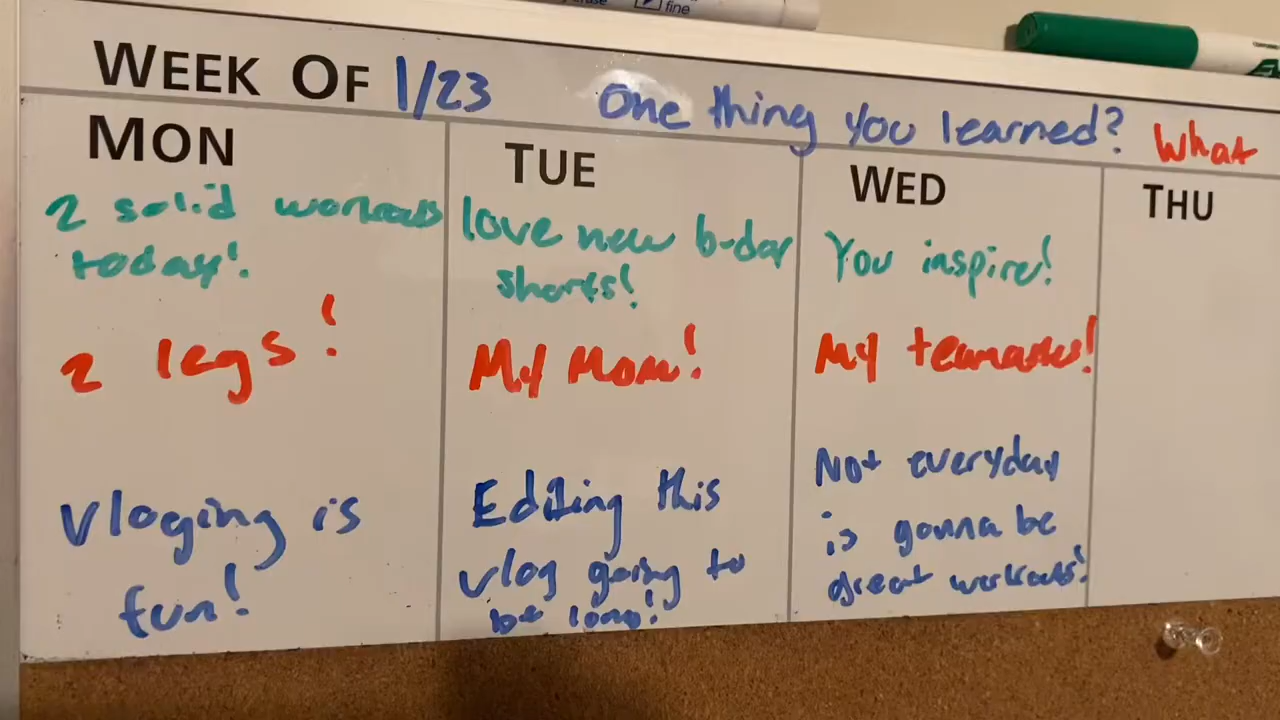 fine
WEEK OF 1/23 One thing you learned? What
MON
2 solid workouts
today!
2 legs!
Vloging is
fun!
TUE
love new b-day
shorts!
My Mom!
Editing this
vlog going to
be long!
WED
You inspire!
My teamates!
Not everyday
is gonna be
great workouts!
THU